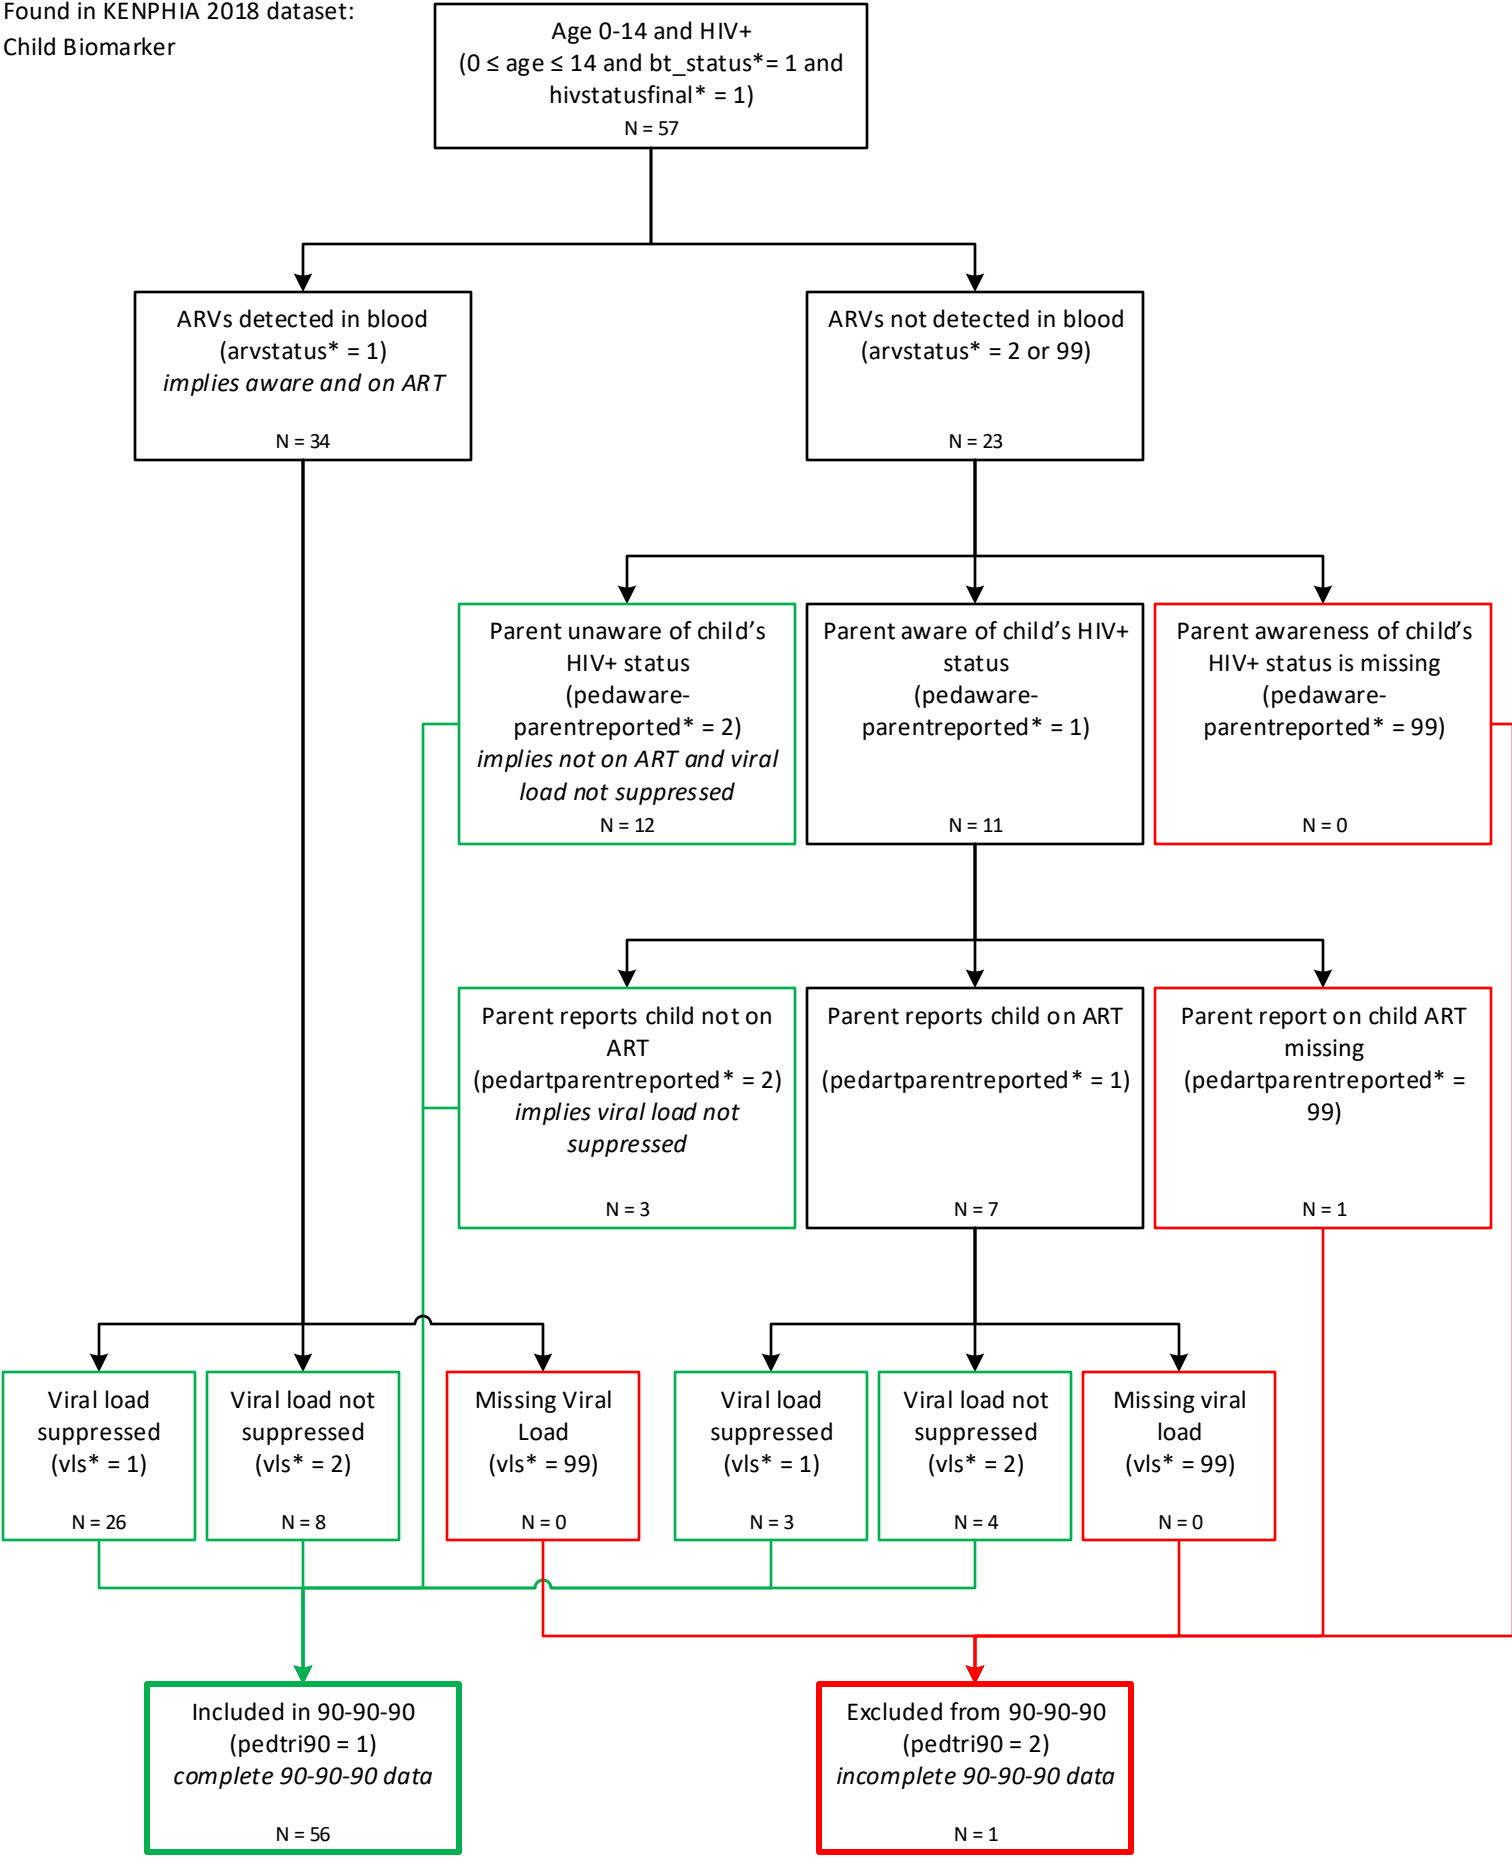 Found in KENPHIA 2018 dataset:
Child Biomarker
Age 0-14 and HIV+
(0 ≤ age ≤ 14 and bt_status*= 1 and
hivstatusfinal* = 1)
N = 57
ARVs detected in blood
(arvstatus* = 1)
implies aware and on ART
N = 34
ARVs not detected in blood
(arvstatus* = 2 or 99)
N = 23
Parent unaware of child’s
HIV+ status
(pedaware-
parentreported* = 2)
implies not on ART and viral
load not suppressed
N = 12
Parent aware of child’s HIV+
status
(pedaware-
parentreported* = 1)
N = 11
Parent awareness of child’s
HIV+ status is missing
(pedaware-
parentreported* = 99)
N = 0
Parent reports child not on
ART
(pedartparentreported* = 2)
implies viral load not
suppressed
N = 3
Parent reports child on ART
(pedartparentreported* = 1)
N = 7
Parent report on child ART
missing
(pedartparentreported* =
99)
N = 1
Viral load
suppressed
(vls* = 1)
N = 26
Viral load not
suppressed
(vls* = 2)
N = 8
Missing Viral
Load
(vls* = 99)
N = 0
Viral load
suppressed
(vls* = 1)
N = 3
Viral load not
suppressed
(vls* = 2)
N = 4
Missing viral
load
(vls* = 99)
N = 0
Included in 90-90-90
(pedtri90 = 1)
complete 90-90-90 data
N = 56
Excluded from 90-90-90
(pedtri90 = 2)
incomplete 90-90-90 data
N = 1